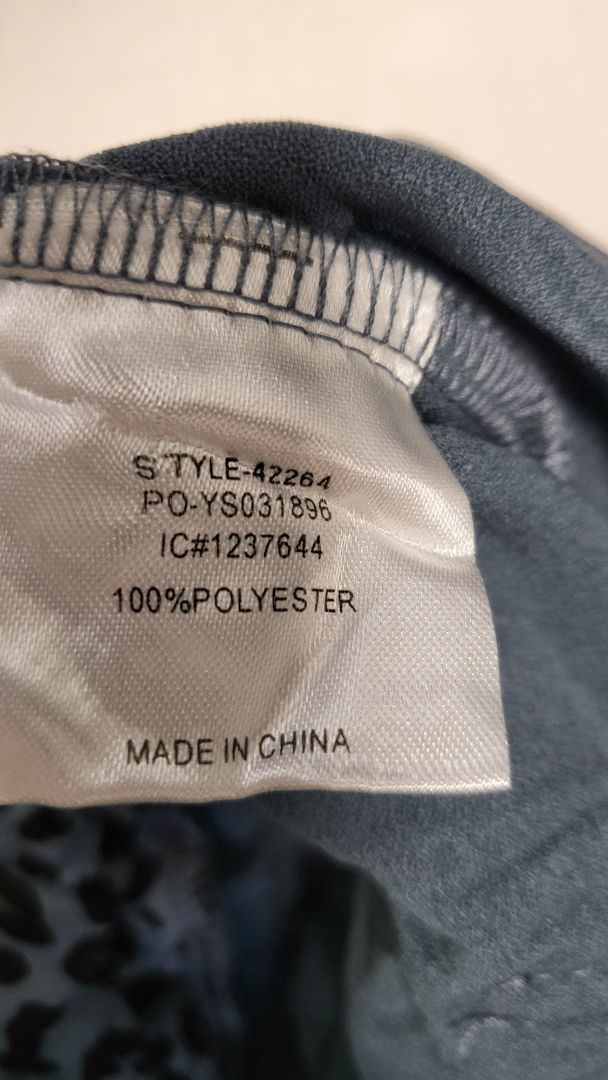 STYLE-42264
PO-YS031896
IC#1237644
100%POLYESTER
MADE IN CHINA